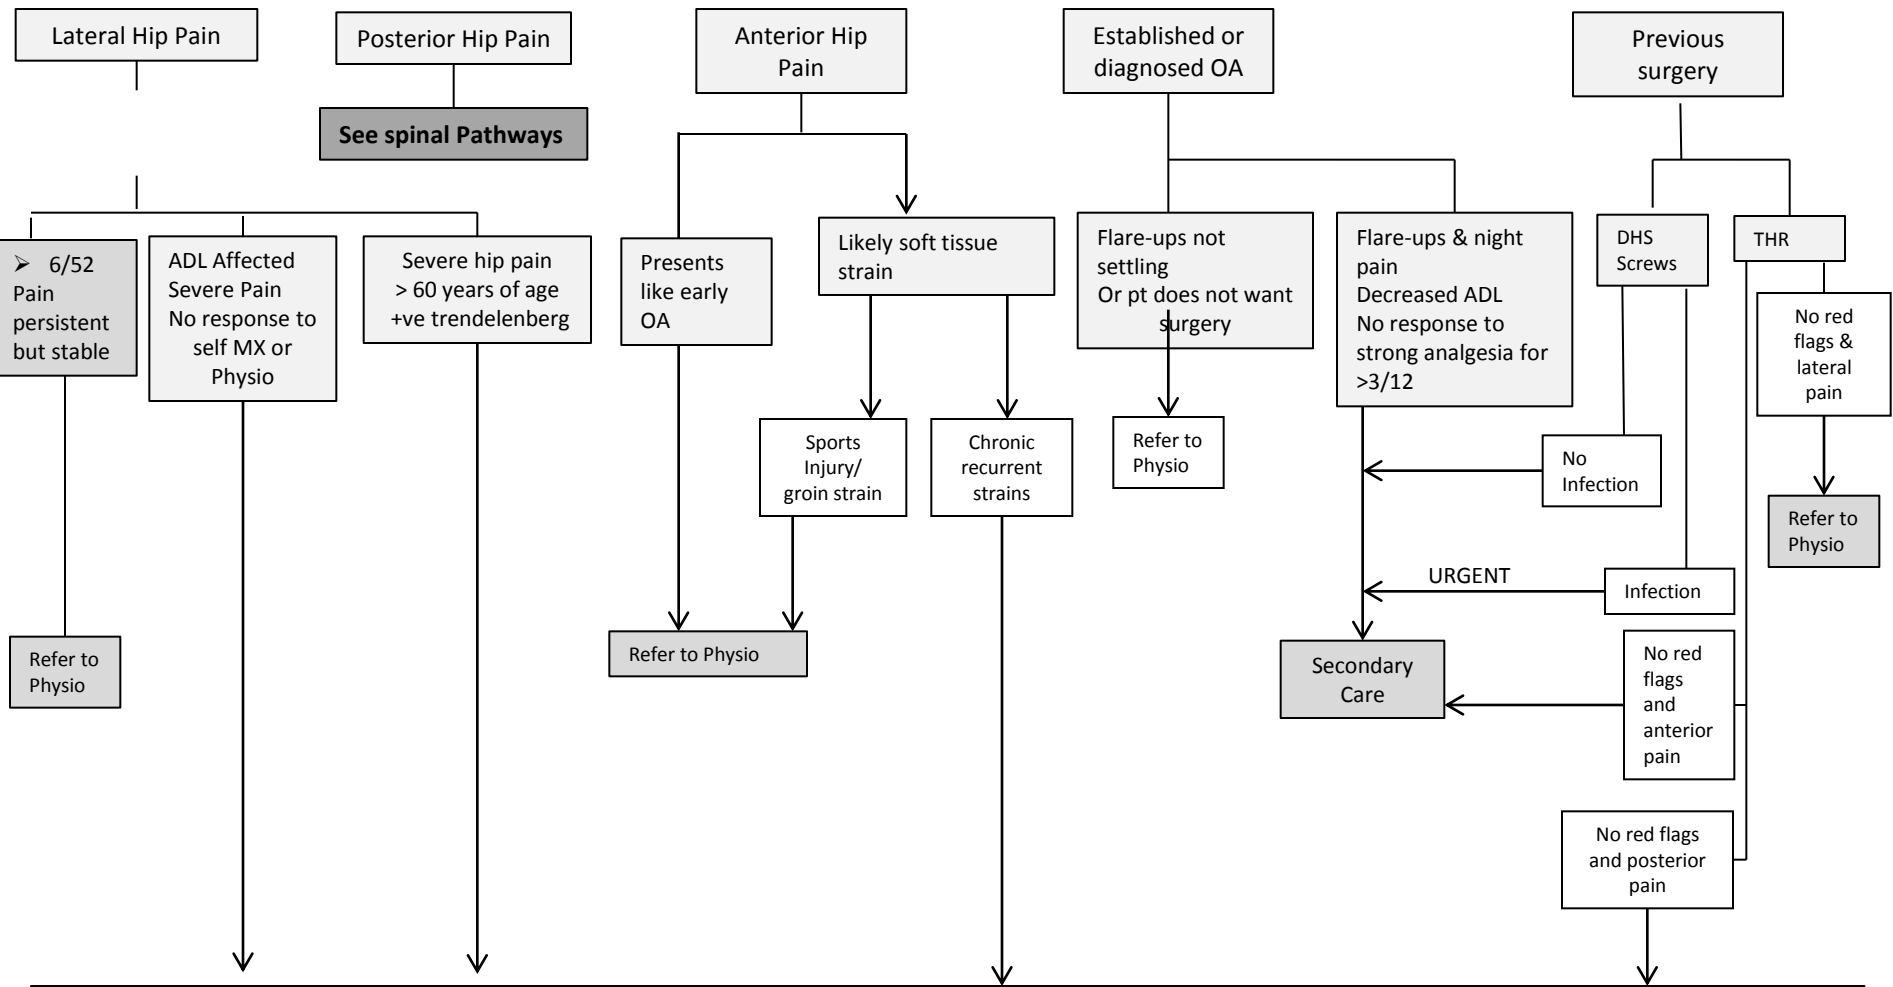 Lateral Hip Pain
Posterior Hip Pain
See spinal Pathways
Anterior Hip
Pain
Established or
diagnosed OA
Previous
surgery
➢ 6/52
Pain
persistent
but stable
ADL Affected
Severe Pain
No response to
self MX or
Physio
Severe hip pain
> 60 years of age
+ve trendelenberg
Presents
like early
OA
Likely soft tissue
strain
Flare-ups not
settling
Or pt does not want
surgery
Flare-ups & night
pain
Decreased ADL
No response to
strong analgesia for
>3/12
DHS
Screws
THR
No red
flags &
lateral
pain
Sports
Injury/
groin strain
Chronic
recurrent
strains
Refer to
Physio
No
Infection
Refer to
Physio
URGENT
Infection
Refer to
Physio
Refer to Physio
Secondary
Care
No red
flags
and
anterior
pain
No red flags
and posterior
pain